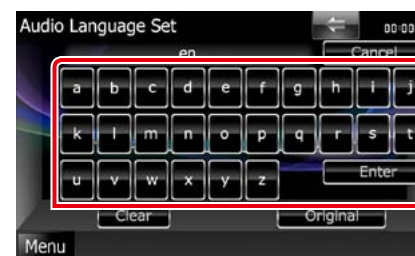 Audio Language Set 00:00
en Cancel
a b c d e f g h i j
k l m n o p q r s t
u v w x y z Enter
Clear Original
Menu